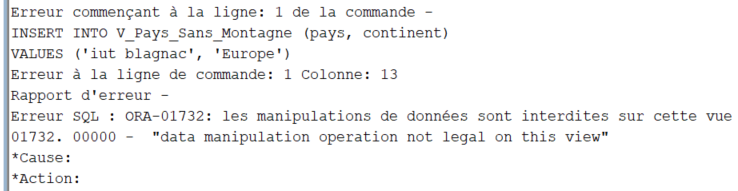 Erreur commençant à la ligne: 1 de la commande -
INSERT INTO V_Pays_Sans_Montagne (pays, continent)
VALUES ('iut blagnac', 'Europe')
Erreur à la ligne de commande: 1 Colonne: 13
Rapport d'erreur -
Erreur SQL : ORA-01732: les manipulations de données sont interdites sur cette vue
01732. 00000 -  "data manipulation operation not legal on this view"
*Cause:
*Action: